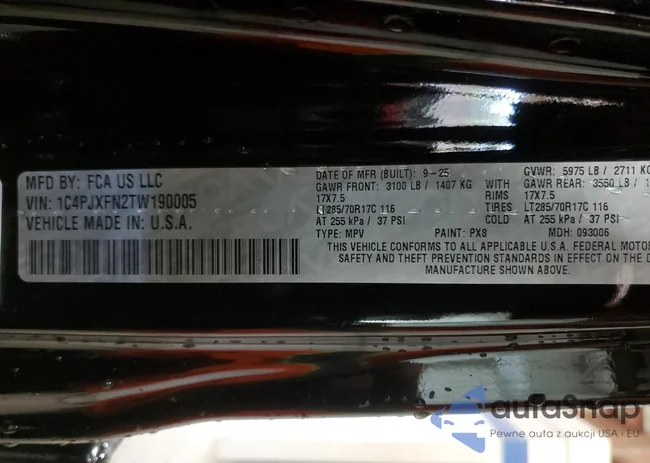 MFD BY: FCA US LLC
VIN: 1C4PJXFN2TW190005
VEHICLE MADE IN: U.S.A.
DATE OF MFR (BUILT): 9-25 GVWR: 5975 LB / 2711 KG
GAWR FRONT: 3100 LB / 1407 KG WITH GAWR REAR: 3550 LB / 1
17X7.5 RIMS 17X7.5
LT285/70R17C 116 TIRES LT285/70R17C 116
AT 255 kPa / 37 PSI COLD AT 255 kPa / 37 PSI
TYPE: MPV PAINT: PX8 MDH: 093006
THIS VEHICLE CONFORMS TO ALL APPLICABLE U.S.A. FEDERAL MOTOR
SAFETY AND THEFT PREVENTION STANDARDS IN EFFECT ON THE D
MANUFACTURE SHOWN ABOVE.
autaSnap
Pewne auta z aukcji USA i EU